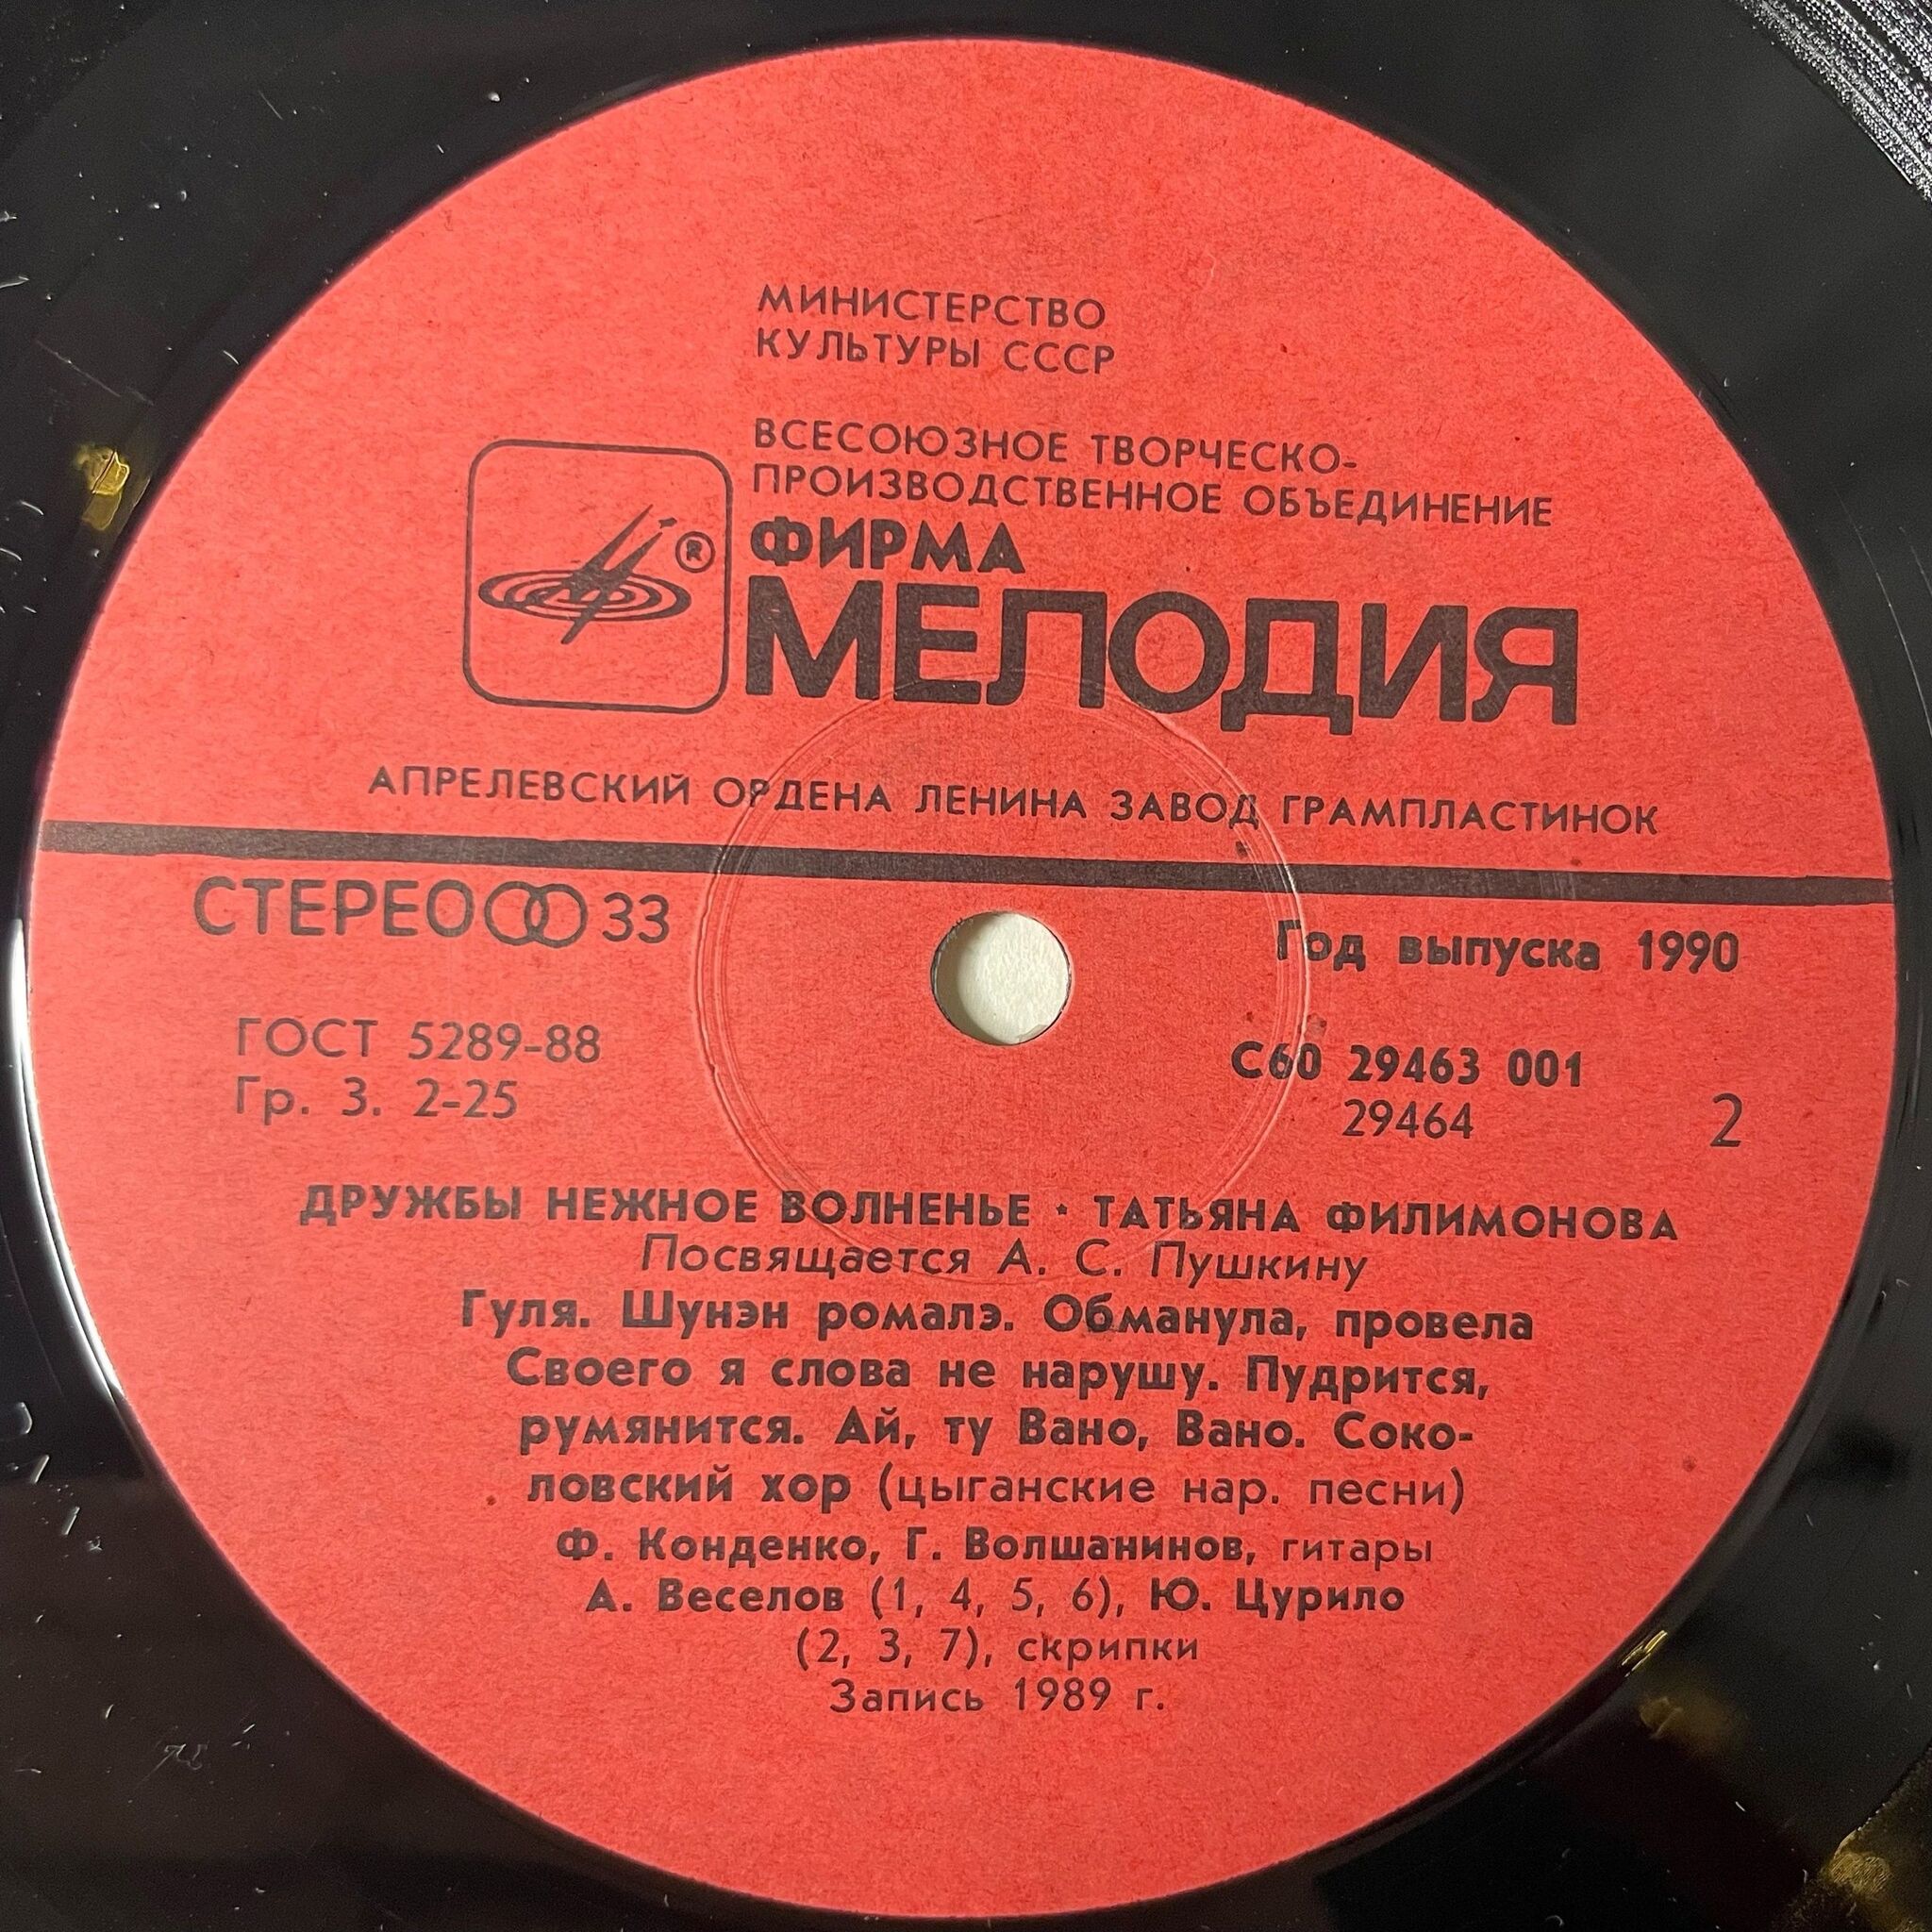 МИНИСТЕРСТВО
КУЛЬТУРЫ СССР
ВСЕСОЮЗНОЕ ТВОРЧЕСКО-
ПРОИЗВОДСТВЕННОЕ ОБЪЕДИНЕНИЕ
ФИРМА
®
МЕЛОДИЯ
АПРЕЛЕВСКИЙ ОРДЕНА ЛЕНИНА ЗАВОД ГРАМПЛАСТИНОК
СТЕРЕО 33
Год выпуска 1990
ГОСТ 5289-88
Гр. 3. 2-25
С60 29463 001
29464
2
ДРУЖБЫ НЕЖНОЕ ВОЛНЕНЬЕ • ТАТЬЯНА ФИЛИМОНОВА
Посвящается А. С. Пушкину
Гуля. Шунэн ромалэ. Обманула, провела
Своего я слова не нарушу. Пудрится,
румянится. Ай, ту Вано, Вано. Соко-
ловский хор (цыганские нар. песни)
Ф. Конденко, Г. Волшанинов, гитары
А. Веселов (1, 4, 5, 6), Ю. Цурило
(2, 3, 7), скрипки
Запись 1989 г.